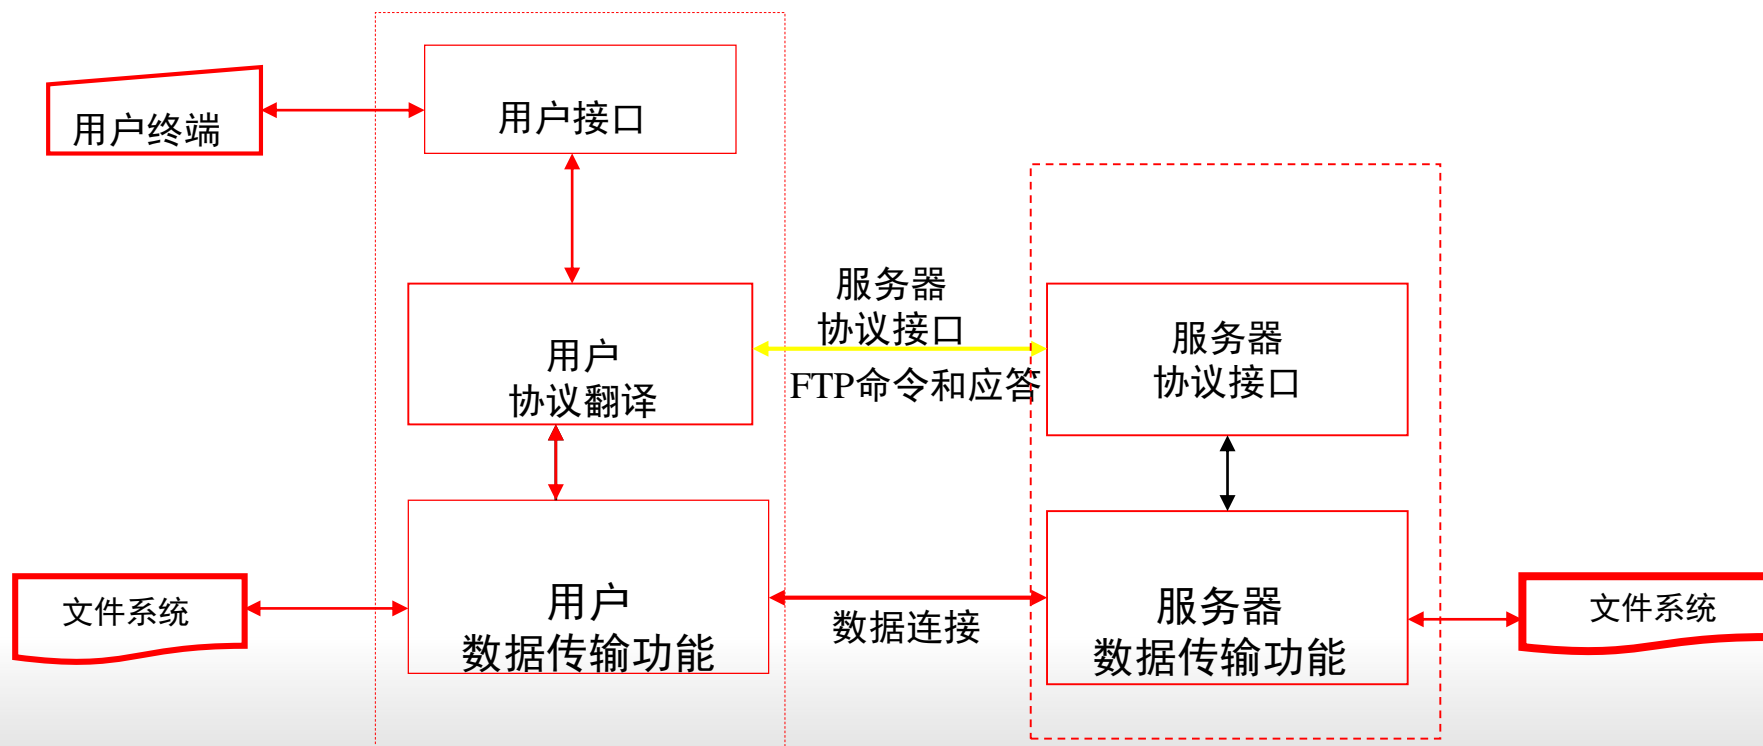 用户终端
用户接口
服务器
协议接口
FTP命令和应答
用户
协议翻译
服务器
协议接口
文件系统
用户
数据传输功能
数据连接
服务器
数据传输功能
文件系统